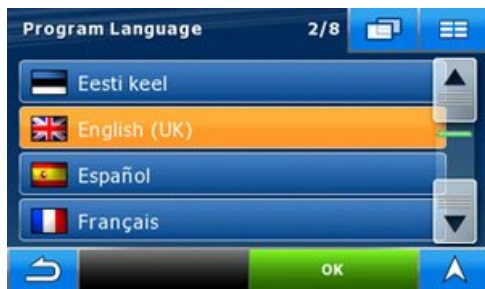 Program Language 2/8
Eesti keel
English (UK)
Español
Français
OK